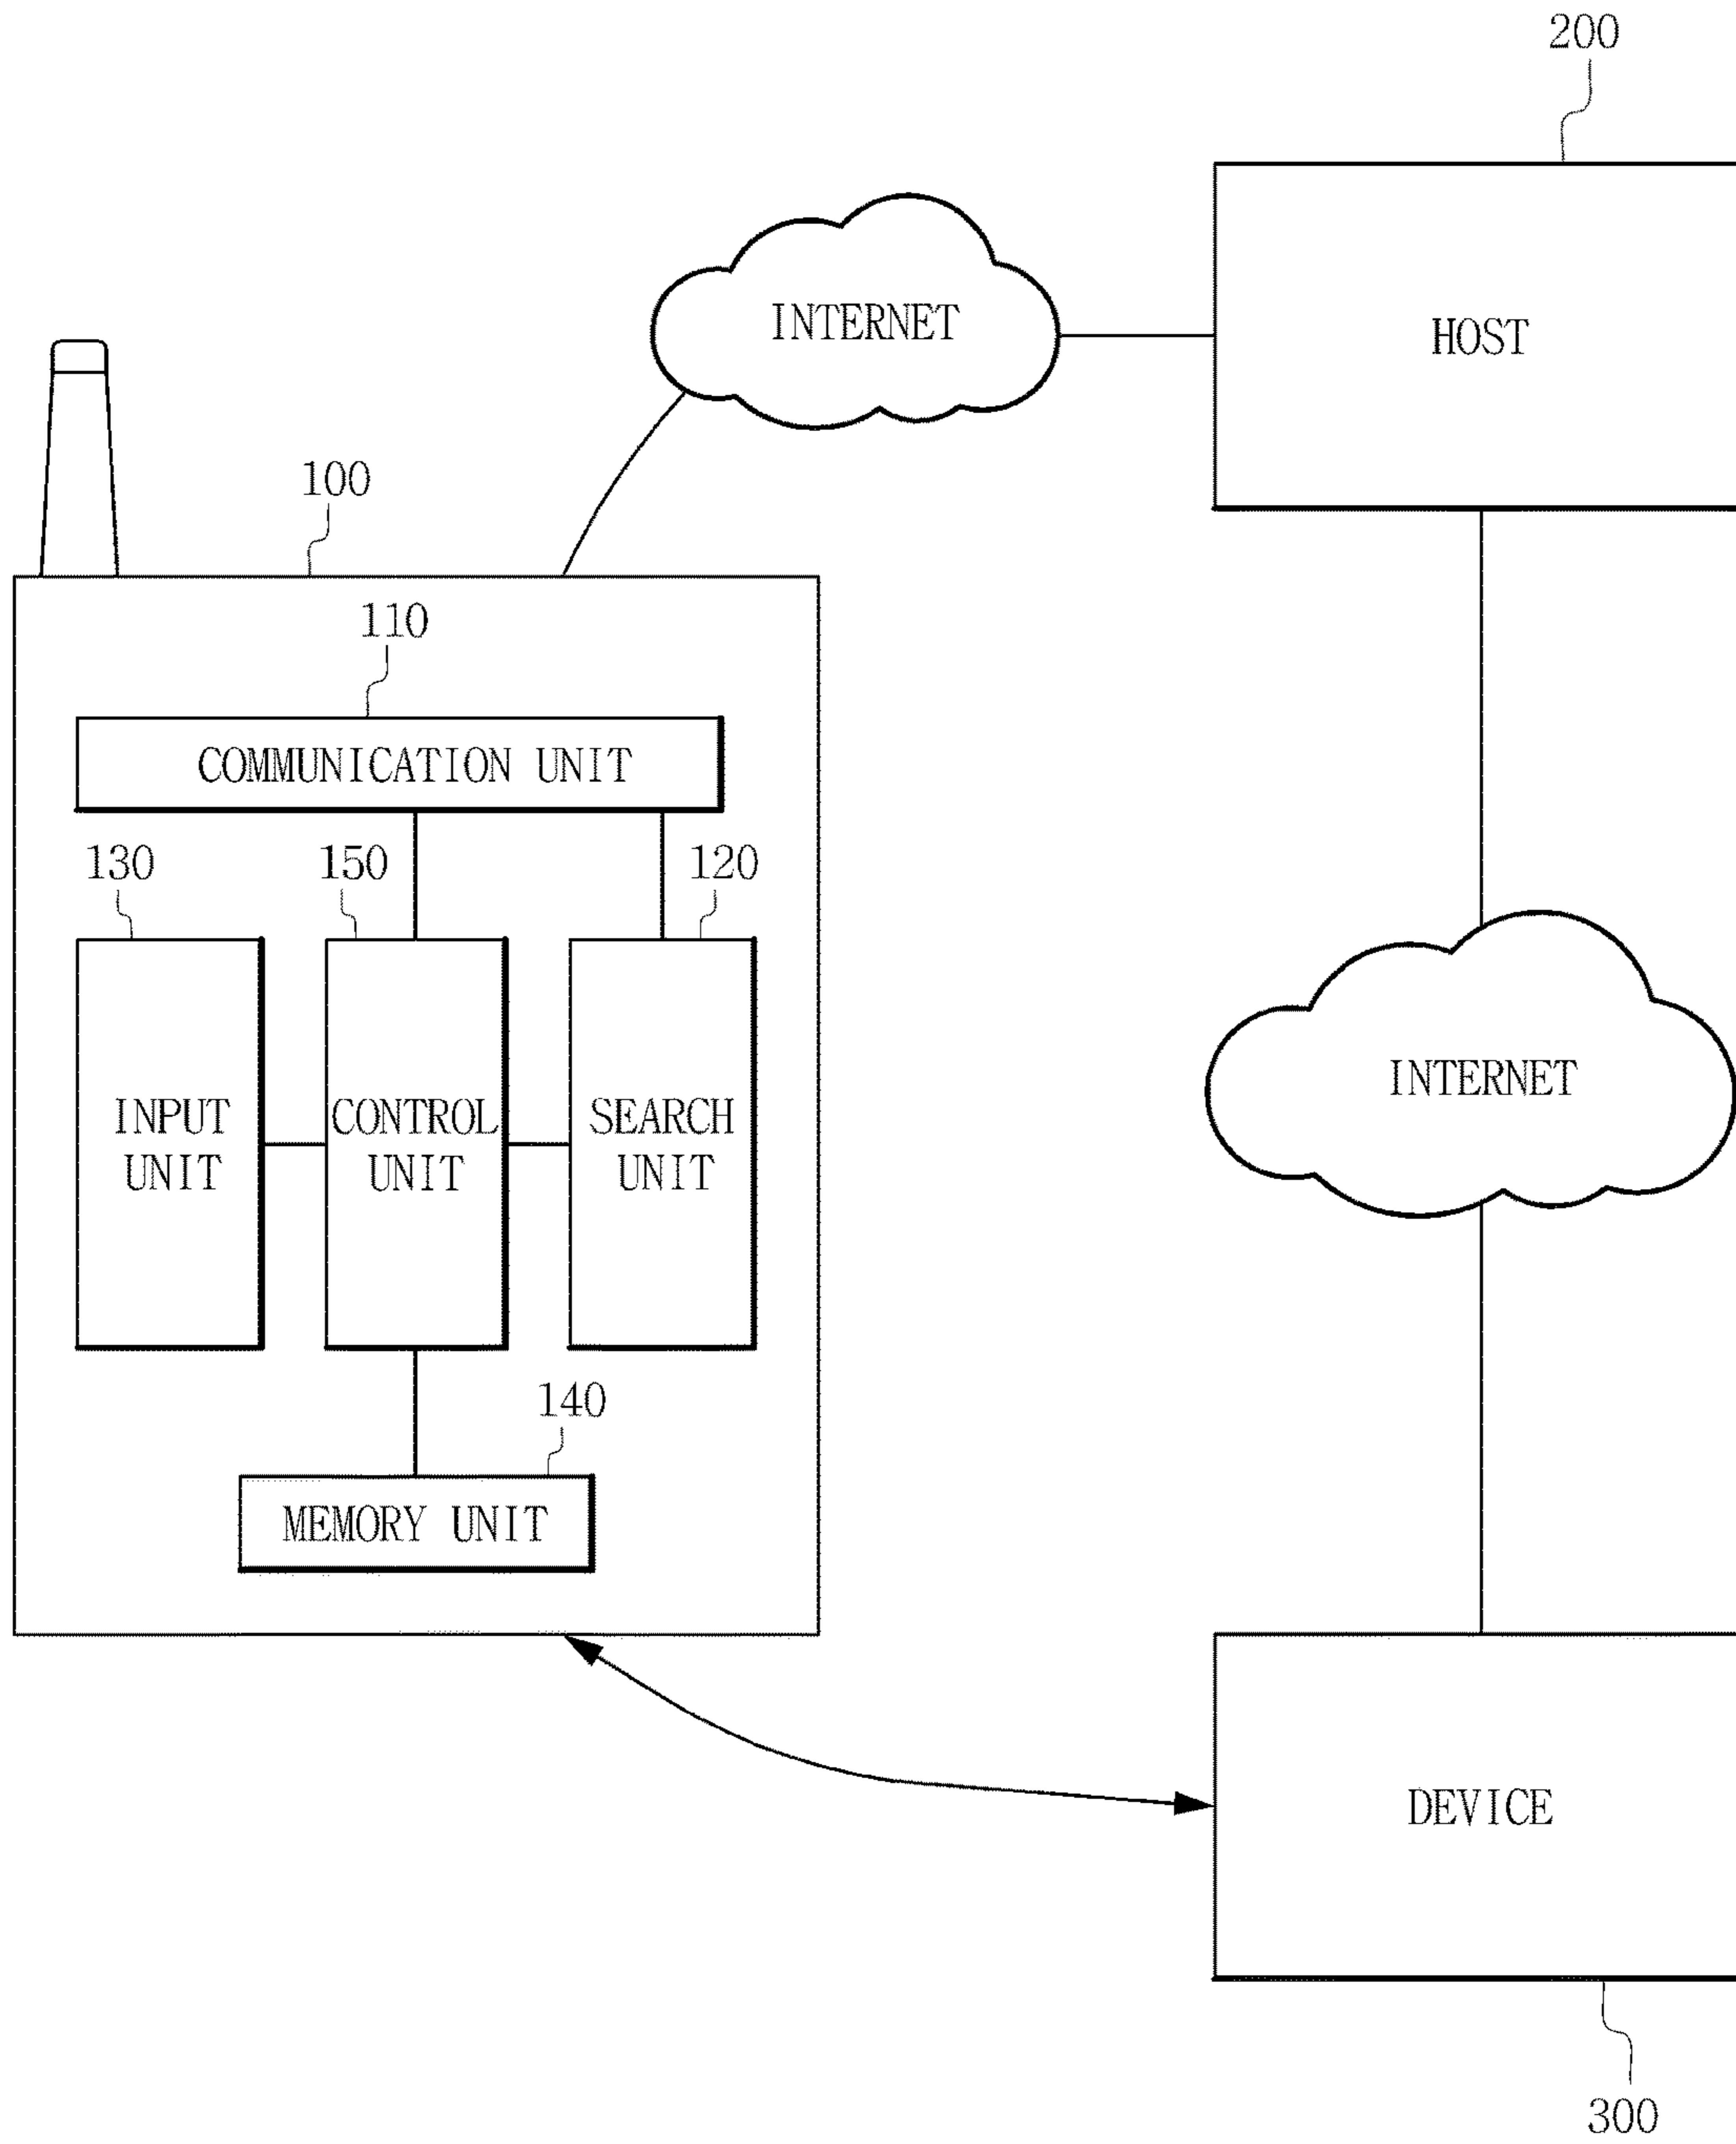 200
INTERNET
HOST
100
110
COMMUNICATION UNIT
130
150
120
INPUT
UNIT
CONTROL
UNIT
SEARCH
UNIT
INTERNET
140
MEMORY UNIT
DEVICE
300